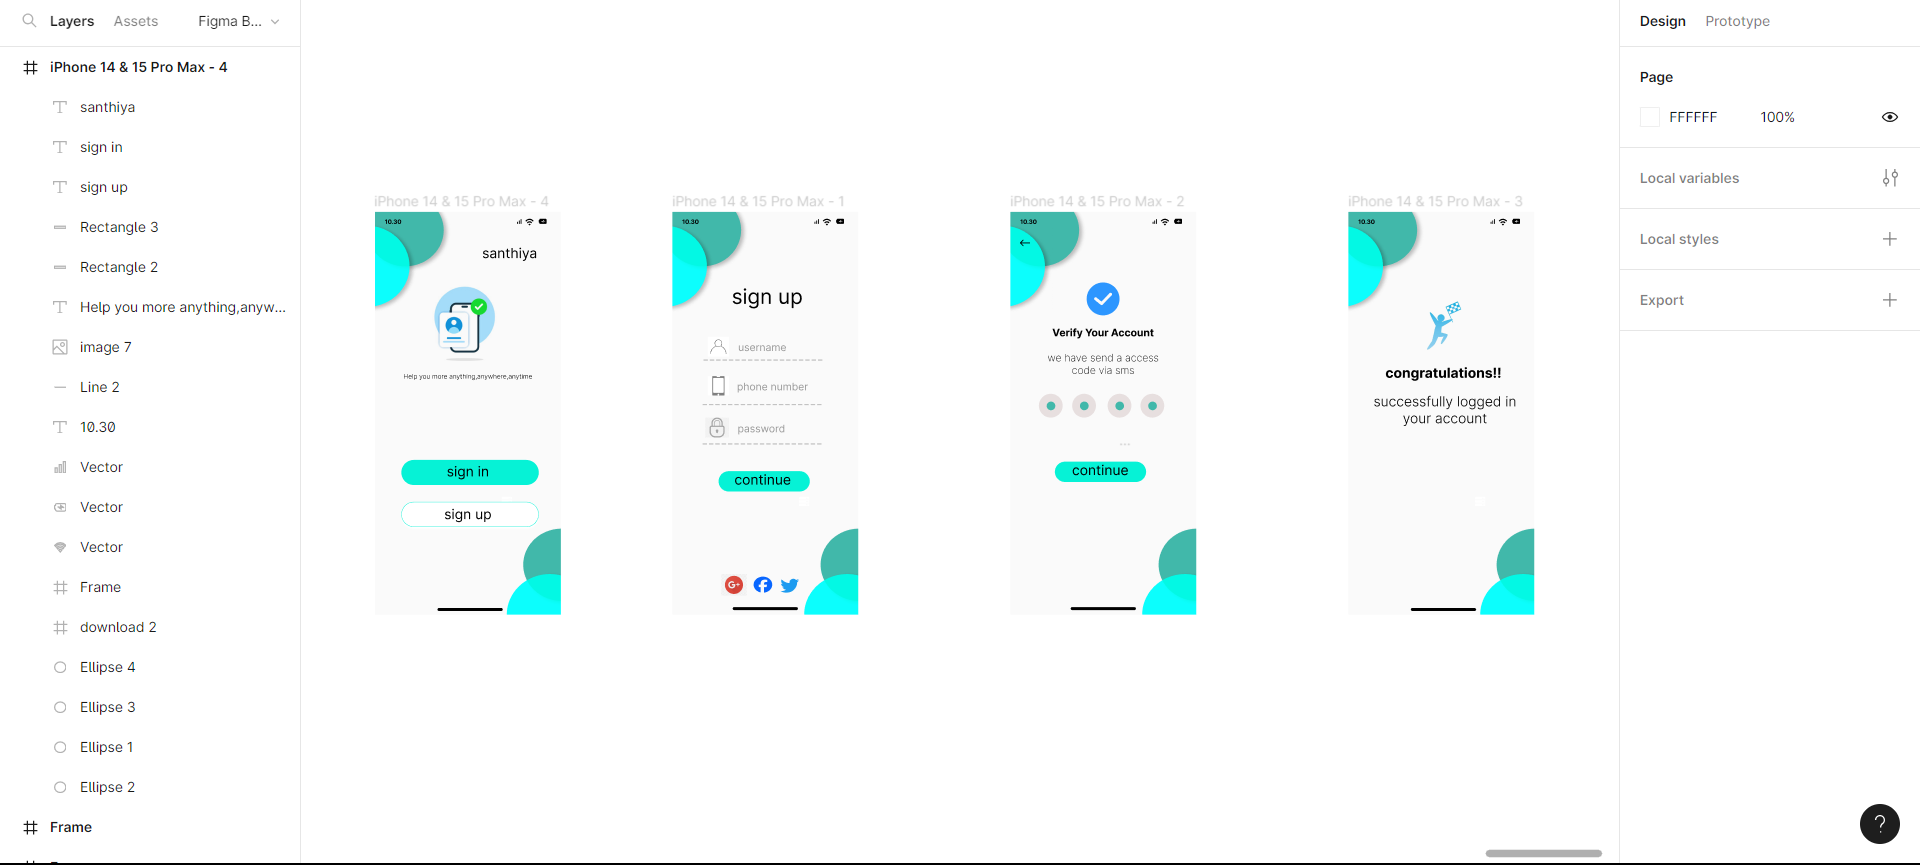 Layers
Assets
Figma B...
iPhone 14 & 15 Pro Max - 4
santhiya
sign in
sign up
Rectangle 3
Rectangle 2
Help you more anything,anyw...
image 7
Line 2
10.30
Vector
Vector
Vector
Frame
download 2
Ellipse 4
Ellipse 3
Ellipse 1
Ellipse 2
Frame
iPhone 14 & 15 Pro Max - 4
10.30
santhiya
Help you more anything,anywhere,anytime
sign in
sign up
iPhone 14 & 15 Pro Max - 1
10.30
sign up
username
phone number
password
continue
G+
iPhone 14 & 15 Pro Max - 2
10.30
Verify Your Account
we have send a access
code via sms
...
continue
iPhone 14 & 15 Pro Max - 3
10.30
congratulations!!
successfully logged in
your account
Design
Prototype
Page
FFFFFF
100%
Local variables
Local styles
Export
?